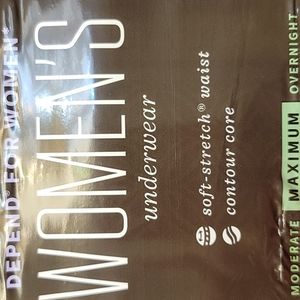 DEPEND® FOR WOMEN*
WOMEN'S
underwear
soft-stretch® waist
contour core
MODERATE MAXIMUM OVERNIGHT